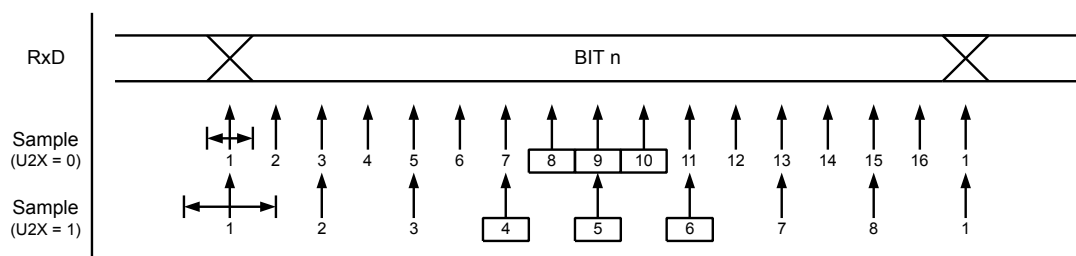 RxD BIT n
Sample
(U2X = 0)
1 2 3 4 5 6 7 8 9 10 11 12 13 14 15 16 1
Sample
(U2X = 1)
1 2 3 4 5 6 7 8 1